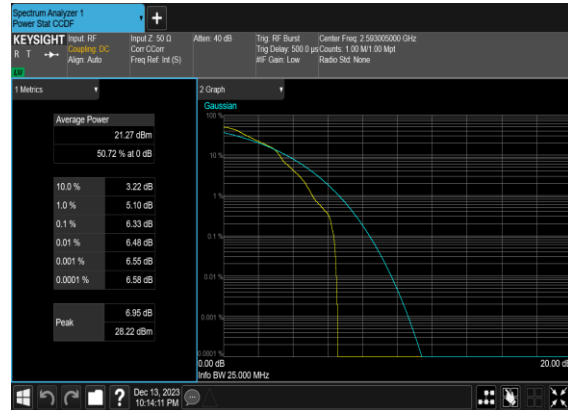 Spectrum Analyzer 1
Power Stat CCDF
KEYSIGHT
R T
LV
Input: RF
Coupling: DC
Align: Auto
Input Z: 50 Ω
Corr CCorr
Freq Ref: Int (S)
Atten: 40 dB
Trig: RF Burst
Trig Delay: 500.0 µs
#IF Gain: Low
Center Freq: 2.593005000 GHz
Counts: 1.00 M/1.00 Mpt
Radio Std: None
1 Metrics
Average Power
21.27 dBm
50.72 % at 0 dB
10.0 % 3.22 dB
1.0 % 5.10 dB
0.1 % 6.33 dB
0.01 % 6.48 dB
0.001 % 6.55 dB
0.0001 % 6.58 dB
Peak
6.95 dB
28.22 dBm
2 Graph
Gaussian
100 %
10 %
1 %
0.1 %
0.01 %
0.001 %
0.0001 %
0.00 dB
20.00 dB
Info BW 25.000 MHz
?
Dec 13, 2023
10:14:11 PM